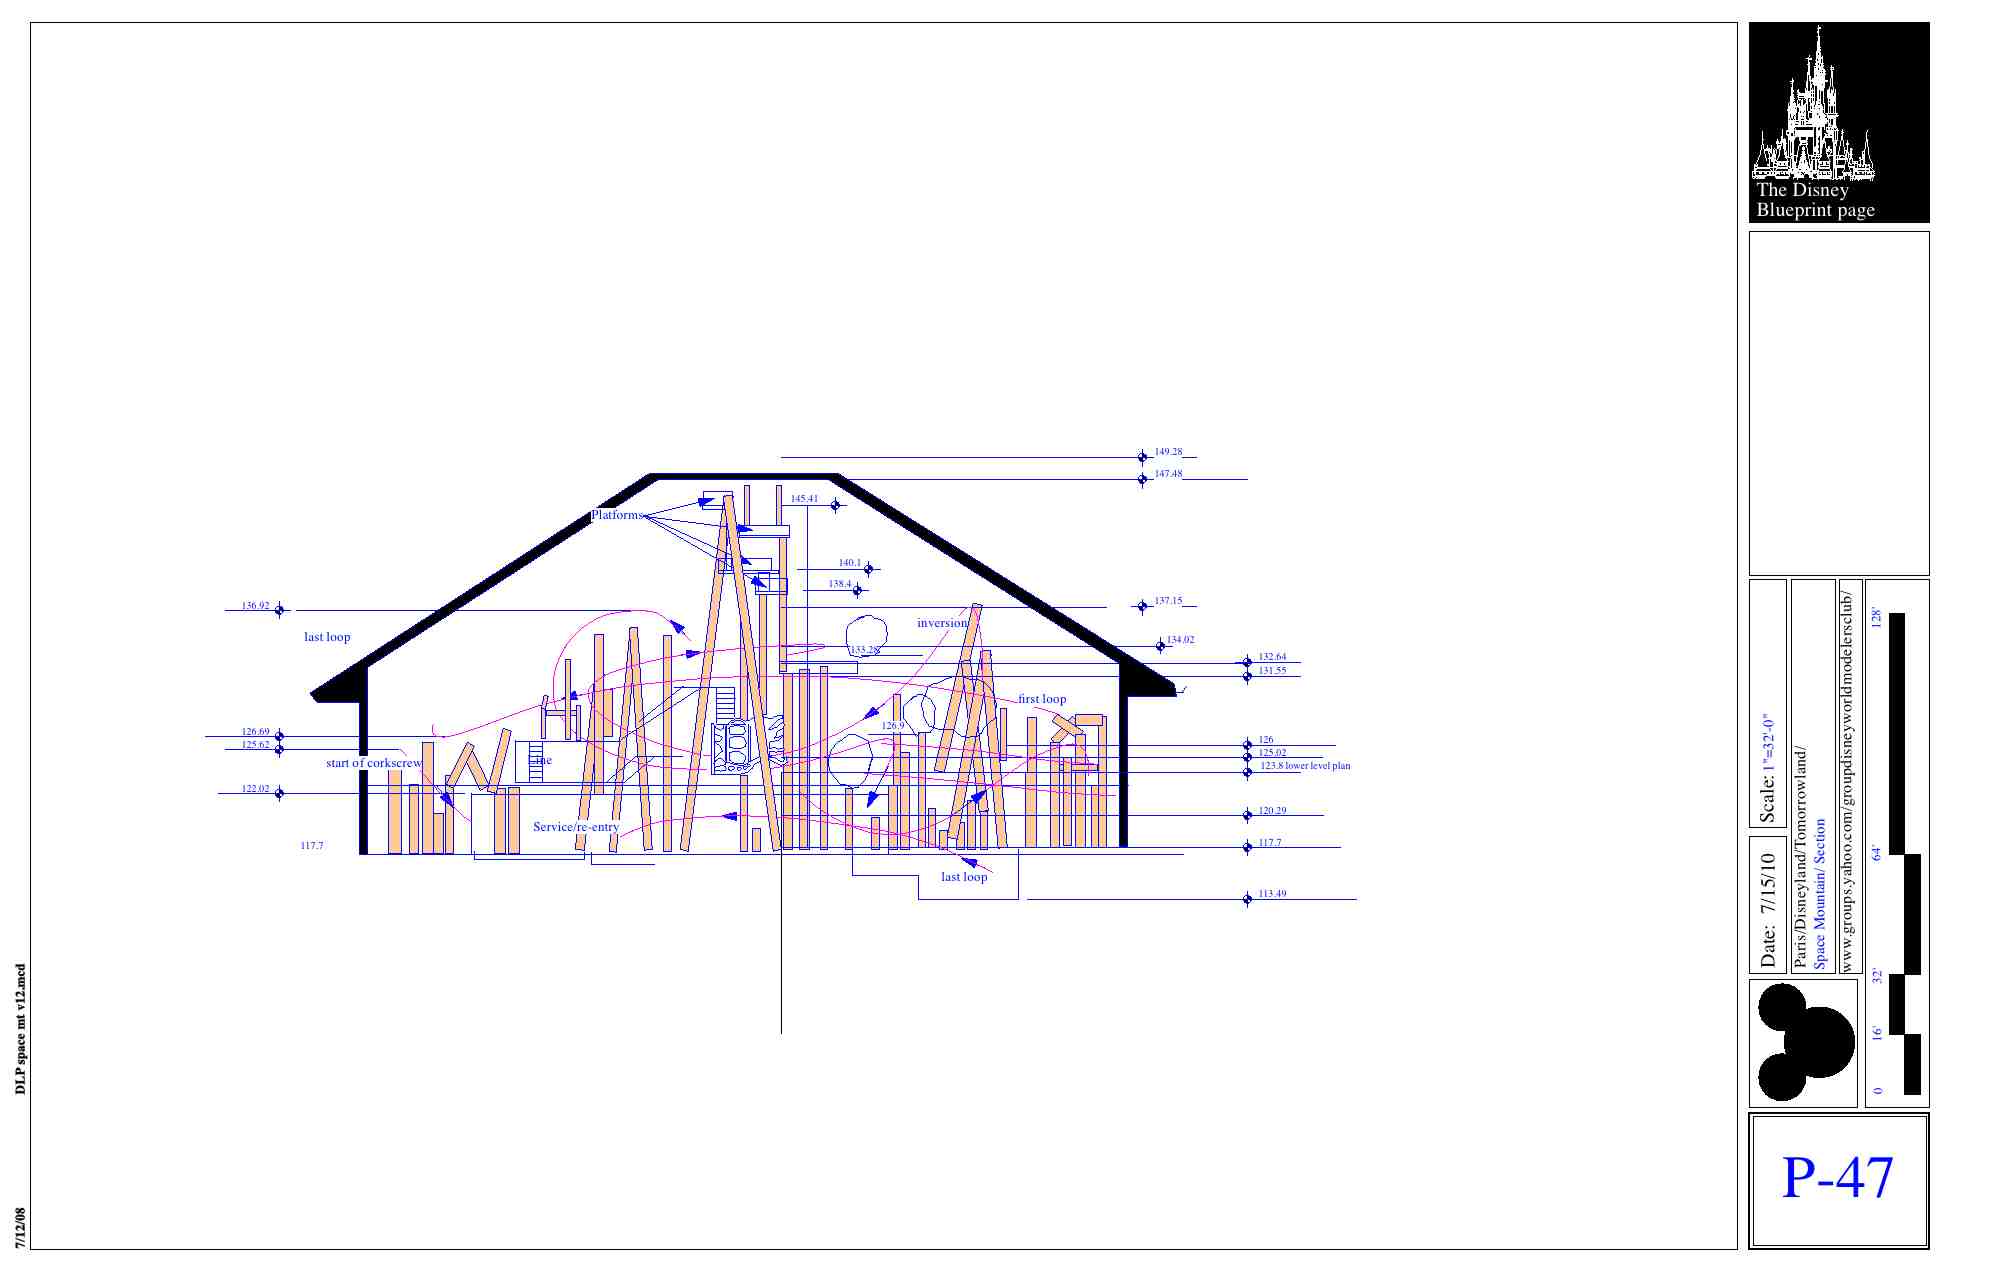 149.28
147.48
145.41
Platforms
140.1
138.4
136.92
137.15
inversion
last loop
134.02
133.28
132.64
131.55
first loop
126.69
126.9
125.62
126
125.02
start of corkscrew
Line
123.8 lower level plan
122.02
120.29
Service/re-entry
117.7
117.7
last loop
113.49
The Disney
Blueprint page
Scale: 1"=32'-0"
Date: 7/15/10
Paris/Disneyland/Tomorrowland/
Space Mountain/ Section
www.groups.yahoo.com/groupdisneyworldmodelersclub/
128'
64'
32'
16'
0
P-47
DLP space mt v12.mcd
7/12/08